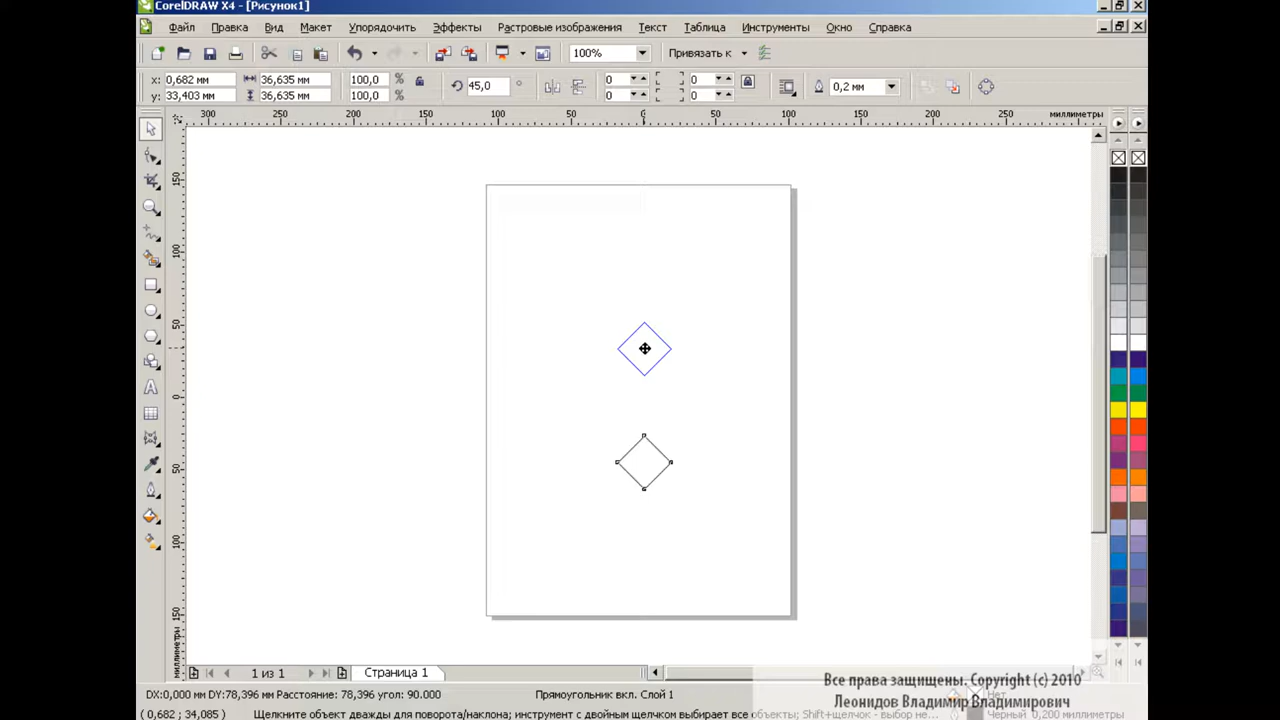 CorelDRAW X4 - [Рисунок1]
Файл Правка Вид Макет Упорядочить Эффекты Растровые изображения Текст Таблица Инструменты Окно Справка
100% Привязать к
x: 0,682 мм 36,635 мм 100,0 % 45,0 ° 0 0 0,2 мм
y: 33,403 мм 36,635 мм 100,0 % 0 0
300 250 200 150 100 50 0 50 100 150 200 250 миллиметры
150
100
50
0
50
100
150
миллиметры
1 из 1 Страница 1
Все права защищены. Copyright (c) 2010
DX:0,000 мм DY:78,396 мм Расстояние: 78,396 мм угол: 90.000 Прямоугольник вкл. Слой 1 Нет
Леонидов Владимир Владимирович
( 0,682 ; 34,085 ) Щелкните объект дважды для поворота/наклона; инструмент с двойным щелчком выбирает все объекты; Shift+щелчок - выбор не... Черный 0,200 миллиметры